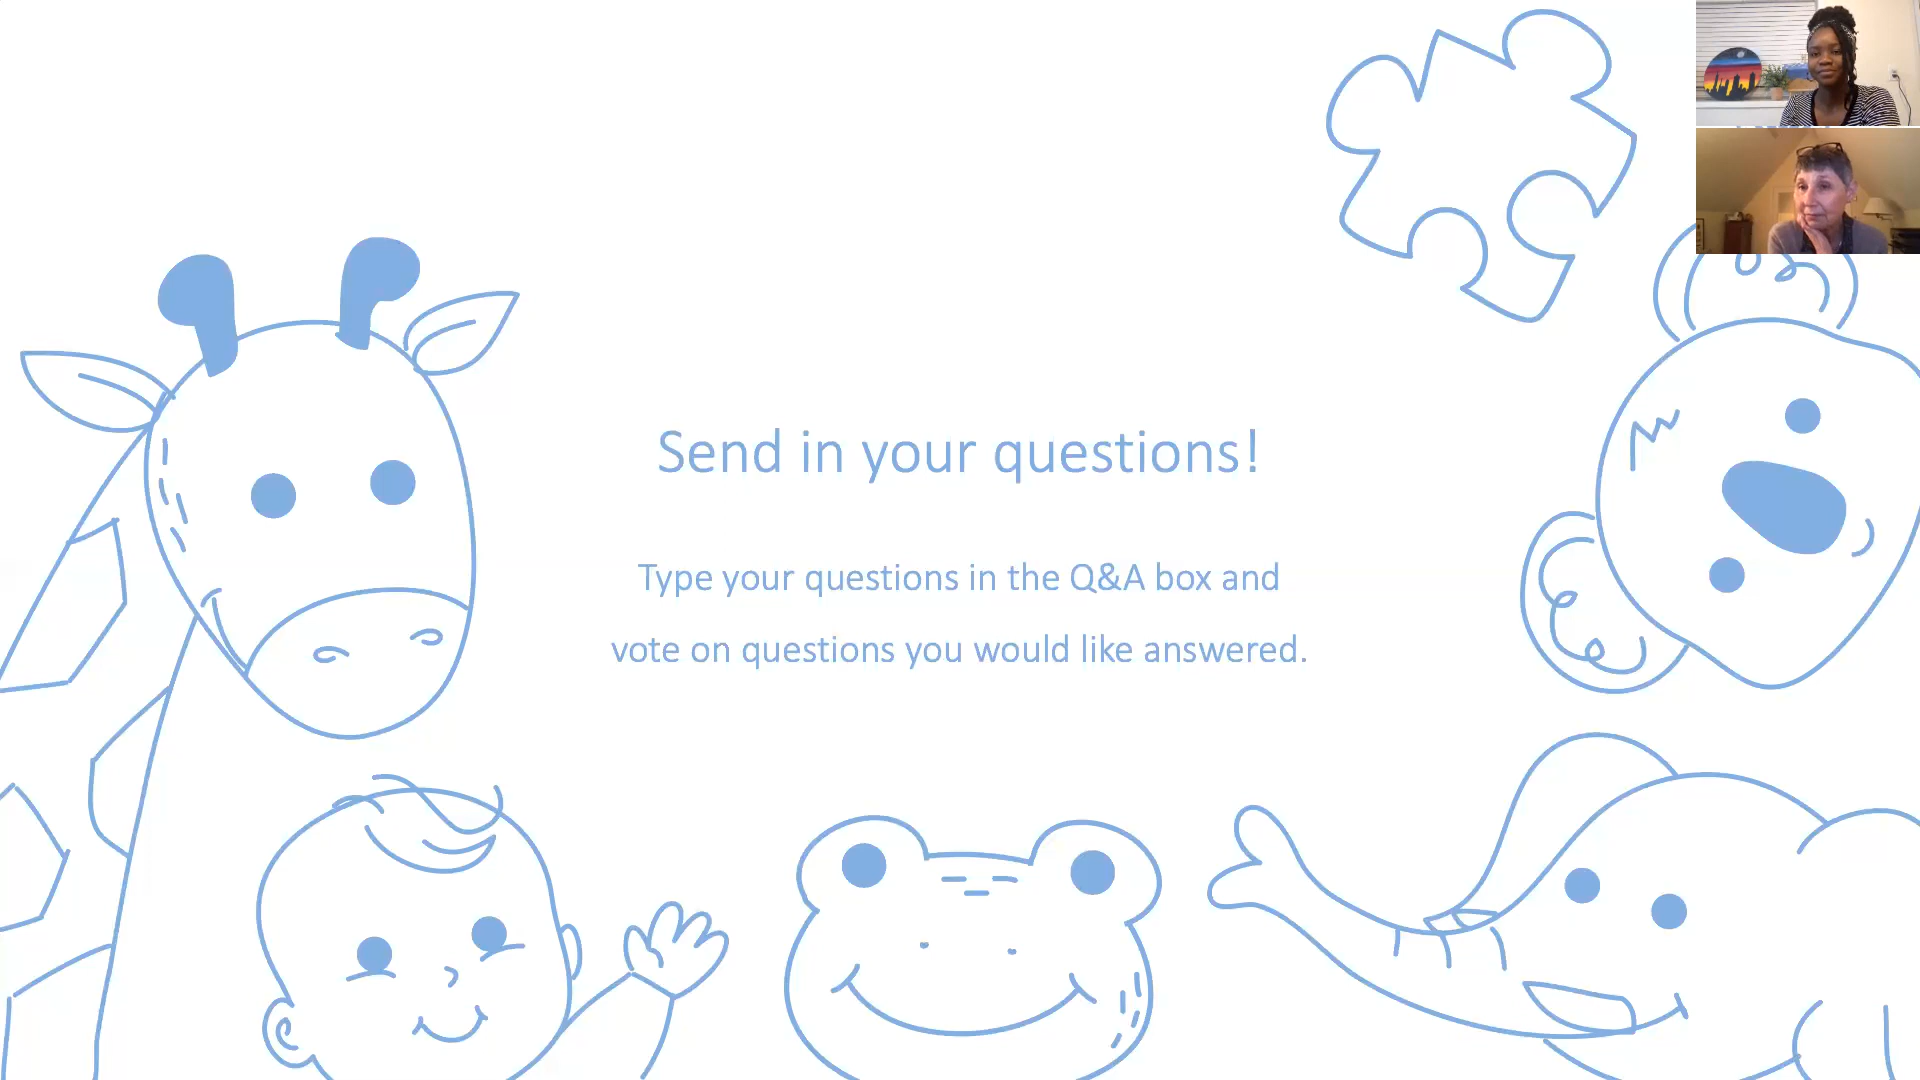 Send in your questions!
Type your questions in the Q&A box and
vote on questions you would like answered.